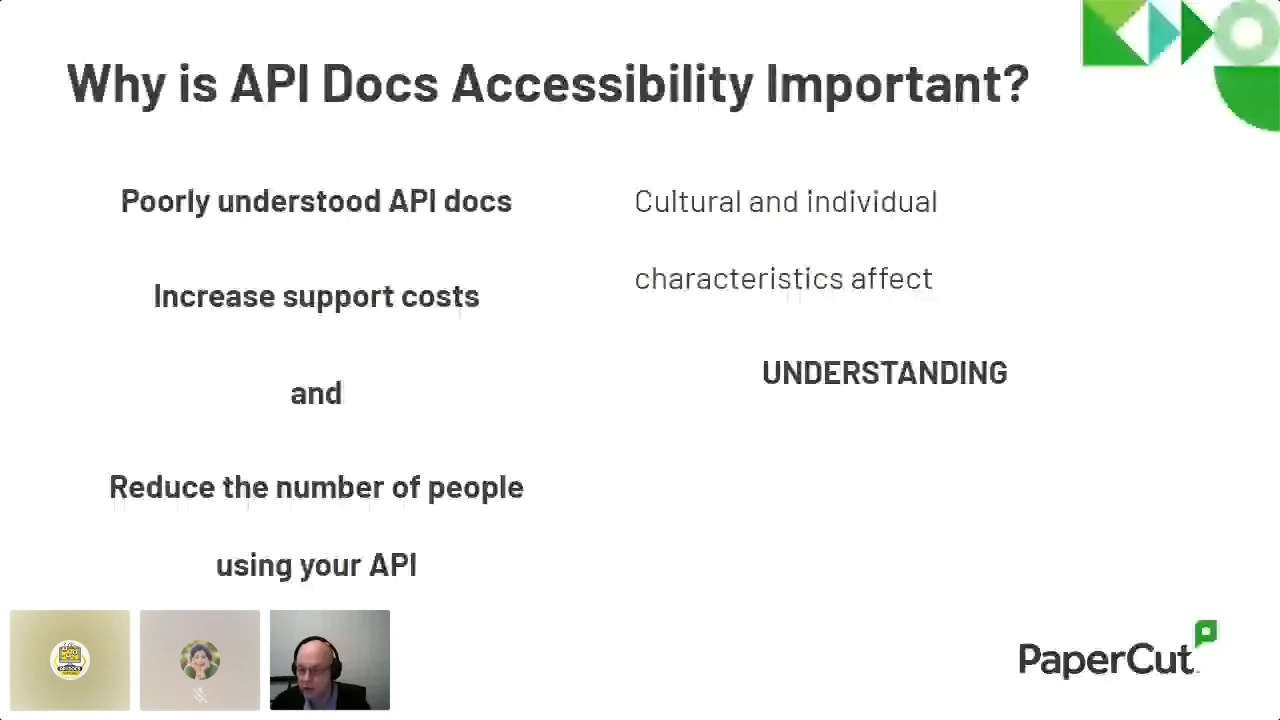 Why is API Docs Accessibility Important?
Poorly understood API docs
Increase support costs
and
Reduce the number of people
using your API
Cultural and individual
characteristics affect
UNDERSTANDING
PaperCut